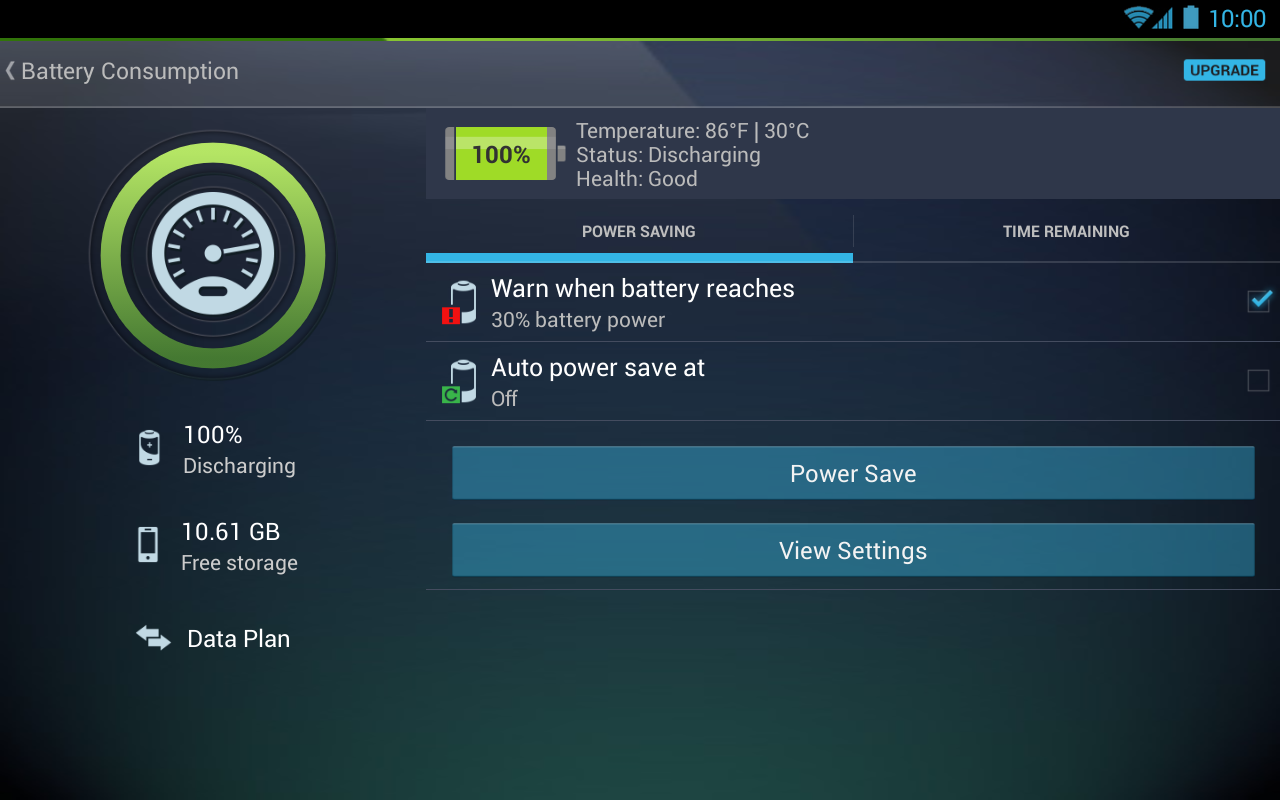 10:00
Battery Consumption
UPGRADE
100%
Temperature: 86°F | 30°C
Status: Discharging
Health: Good
POWER SAVING
TIME REMAINING
Warn when battery reaches
30% battery power
Auto power save at
Off
Power Save
View Settings
100%
Discharging
10.61 GB
Free storage
Data Plan